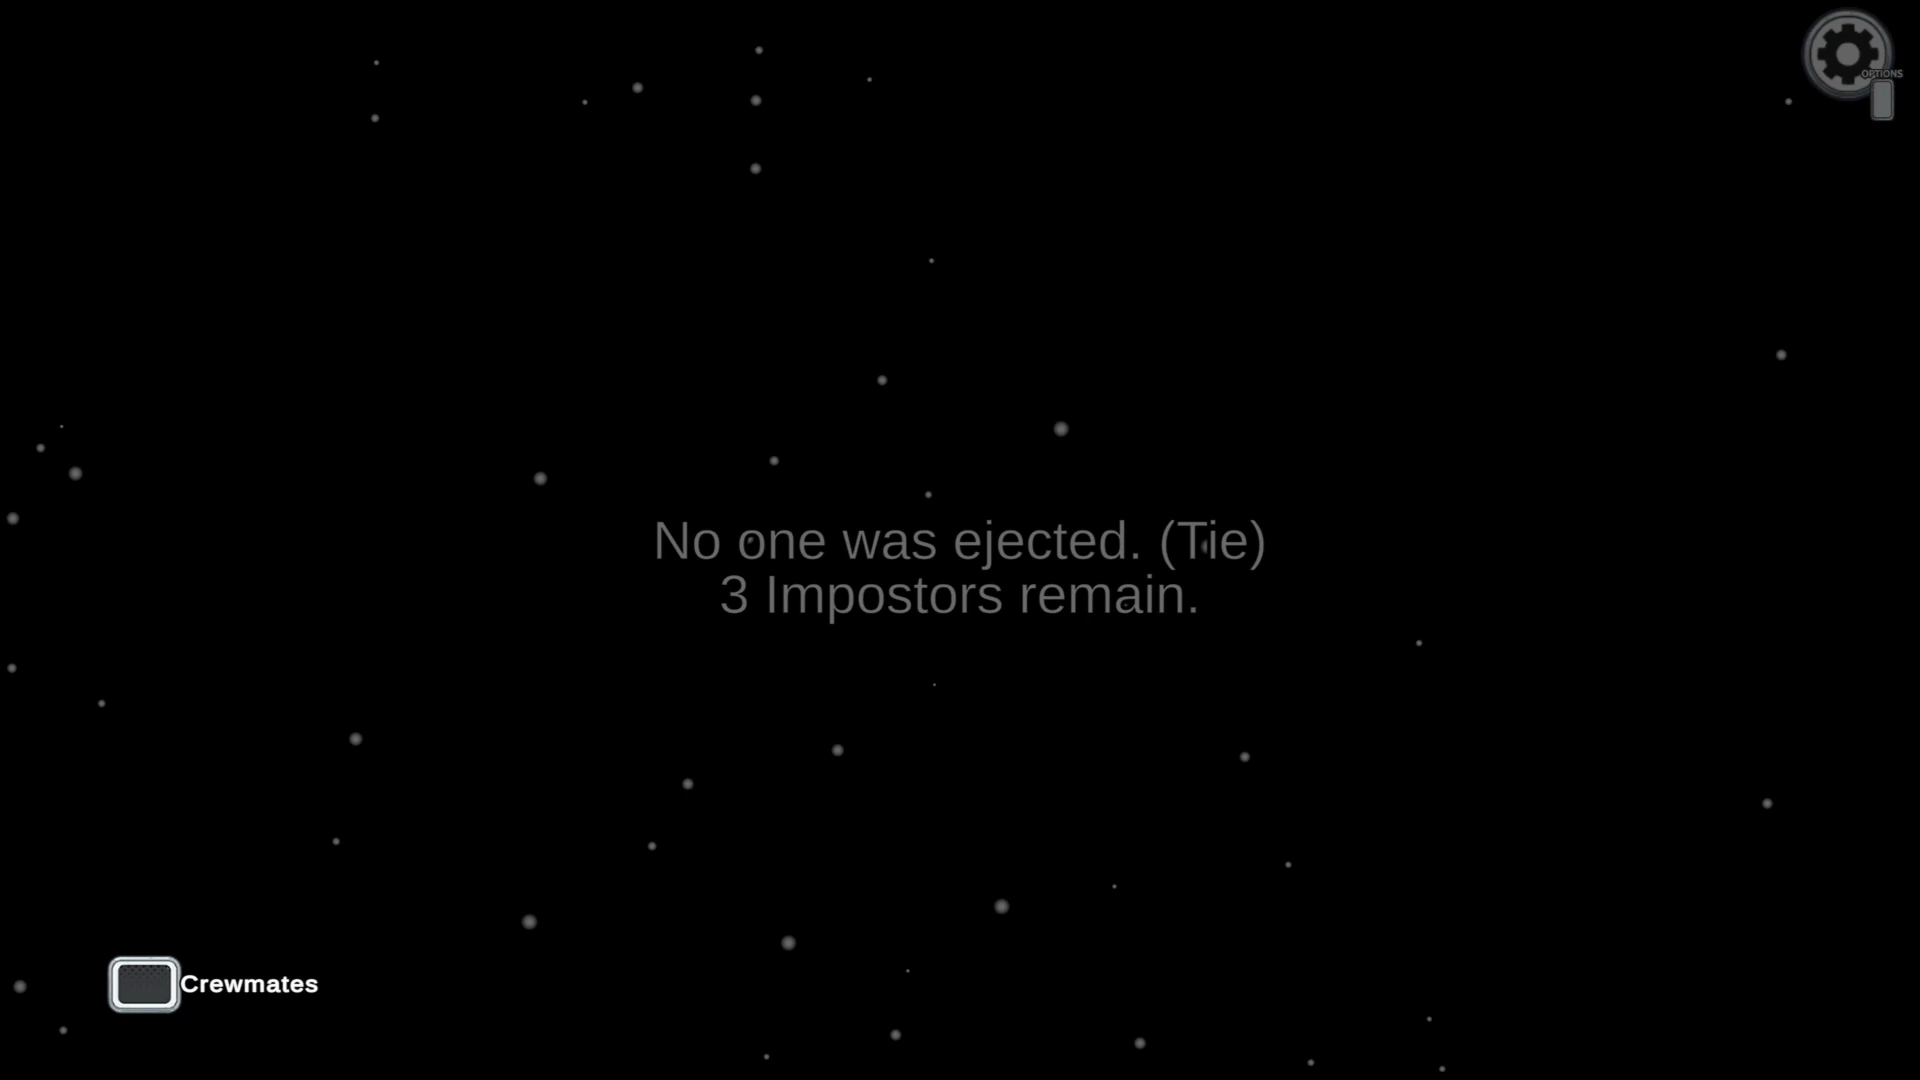 OPTIONS
No one was ejected. (Tie)
3 Impostors remain.
Crewmates